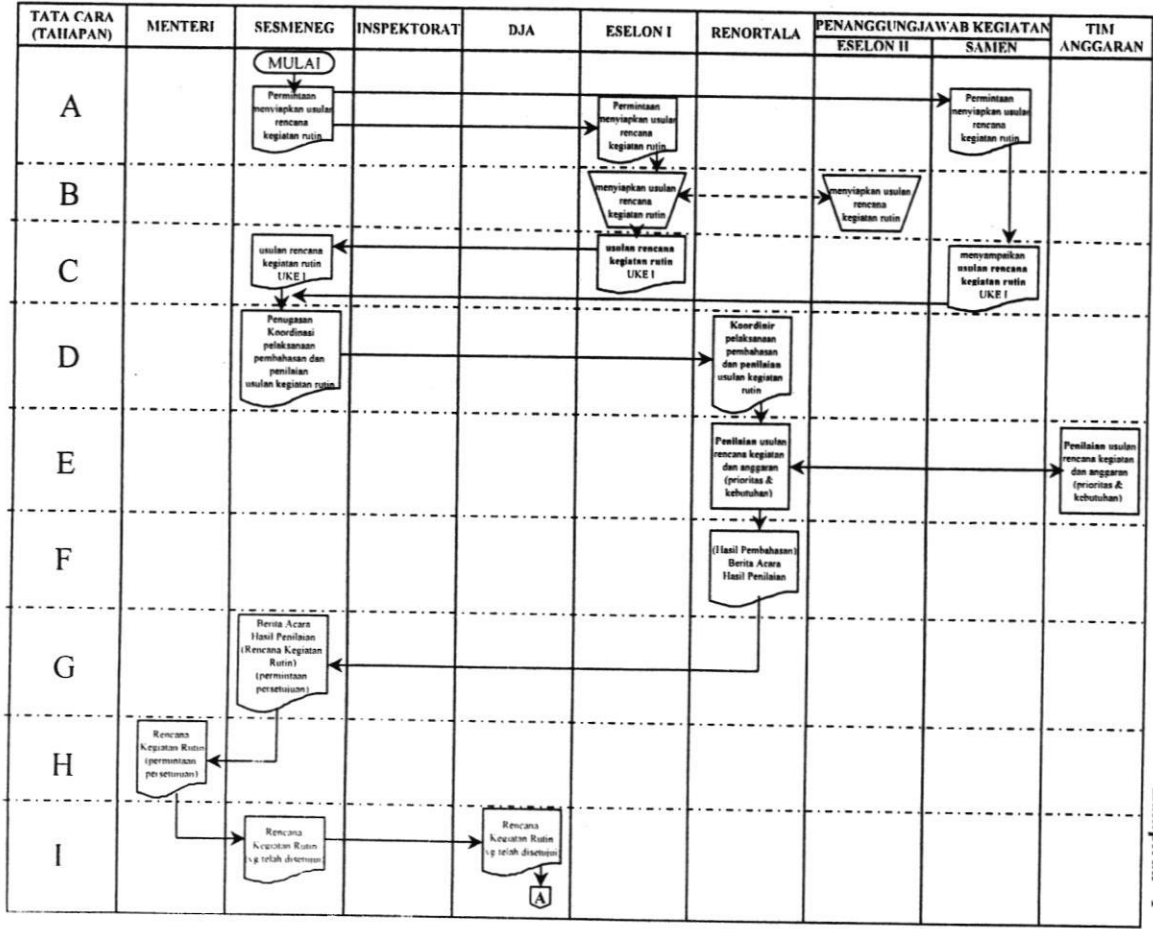 TATA CARA
(TAHAPAN)
MENTERI
SESMENEG
INSPEKTORAT
DJA
ESELON I
RENORTALA
PENANGGUNGJAWAB KEGIATAN
ESELON II
SAMEN
TIM
ANGGARAN
A
MULAI
Permintaan
menyiapkan usulan
rencana
kegiatan rutin
Permintaan
menyiapkan usulan
rencana
kegiatan rutin
Permintaan
menyiapkan usulan
rencana
kegiatan rutin
B
menyiapkan usulan
rencana
kegiatan rutin
menyiapkan usulan
rencana
kegiatan rutin
C
usulan rencana
kegiatan rutin
UKE I
usulan rencana
kegiatan rutin
UKE I
menyampaikan
usulan rencana
kegiatan rutin
UKE I
D
Penugasan
Koordinasi
pelaksanaan
pembahasan dan
penilaian
usulan kegiatan rutin
Koordinir
pelaksanaan
pembahasan
dan penilaian
usulan kegiatan
rutin
E
Penilaian usulan
rencana kegiatan
dan anggaran
(prioritas &
kebutuhan)
Penilaian usulan
rencana kegiatan
dan anggaran
(prioritas &
kebutuhan)
F
(Hasil Pembahasan)
Berita Acara
Hasil Penilaian
G
Berita Acara
Hasil Penilaian
(Rencana Kegiatan
Rutin)
(permintaan
persetujuan)
H
Rencana
Kegiatan Rutin
(permintaan
persetujuan)
I
Rencana
Kegiatan Rutin
(yg telah disetujui)
Rencana
Kegiatan Rutin
yg telah disetujui
A